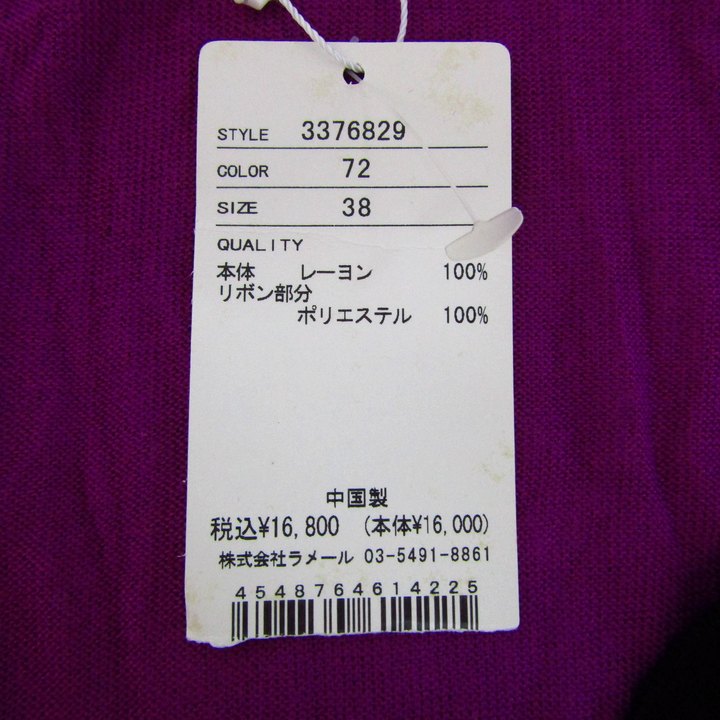 STYLE 3376829
COLOR 72
SIZE 38
QUALITY
本体 レーヨン 100%
リボン部分
ポリエステル 100%
中国製
税込¥16,800 (本体¥16,000)
株式会社ラメール 03-5491-8861
4548764614225